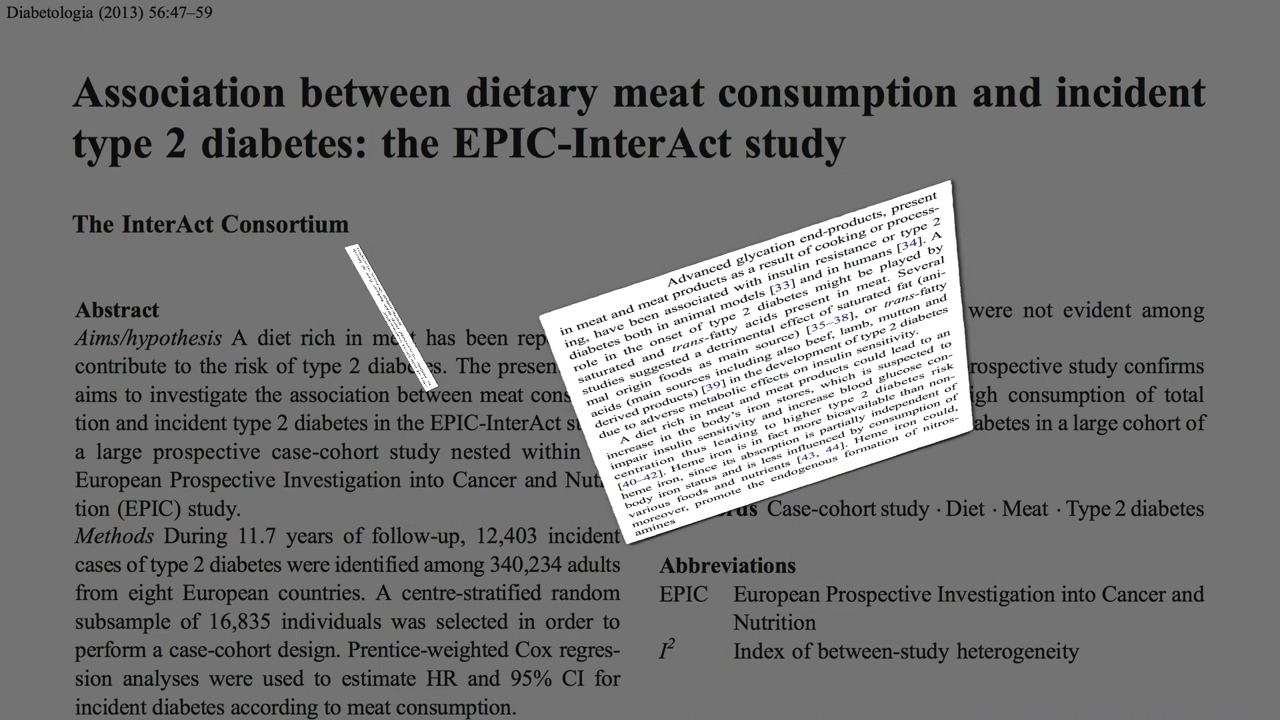 Diabetologia (2013) 56:47–59
Association between dietary meat consumption and incident
type 2 diabetes: the EPIC-InterAct study
The InterAct Consortium
Abstract
Aims/hypothesis A diet rich in has been
contribute to the risk of type 2 The
aims to investigate the association between meat
tion and incident type 2 diabetes in the EPIC-InterAct
a large prospective case-cohort study nested within
European Prospective Investigation into Cancer and
tion (EPIC) study.
Methods During 11.7 years of follow-up, 12,403 incident
cases of type 2 diabetes were identified among 340,234 adults
from eight European countries. A centre-stratified random
subsample of 16,835 individuals was selected in order to
perform a case-cohort design. Prentice-weighted Cox regres-
sion analyses were used to estimate HR and 95% CI for
incident diabetes according to meat consumption.
Advanced glycation end-products, present
in meat and meat products as a result of cooking or process-
ing, have been associated with insulin resistance or type 2
diabetes both in animal models [33] and in humans [34]. A
role in the onset of type 2 diabetes might be played by
saturated and trans-fatty acids present in meat. Several
studies suggested a detrimental effect of saturated fat (ani-
mal origin foods as main source) [35–38], or trans-fatty
acids (main sources including also beef, lamb, mutton and
derived products) [39] in the development of type 2 diabetes
due to adverse metabolic effects on insulin sensitivity.
A diet rich in meat and meat products could lead to an
increase in the body's iron stores, which is suspected to
impair insulin sensitivity and increase blood glucose con-
centration thus leading to higher type 2 diabetes risk
[40–42]. Heme iron is in fact more bioavailable than non-
heme iron, since its absorption is partially independent of
body iron status and is less influenced by consumption of
various foods and nutrients [43, 44]. Heme iron could,
moreover, promote the endogenous formation of nitros-
amines
were not evident among
prospective study confirms
consumption of total
in a large cohort of
Case-cohort study · Diet · Meat · Type 2 diabetes
Abbreviations
EPIC European Prospective Investigation into Cancer and
Nutrition
I² Index of between-study heterogeneity